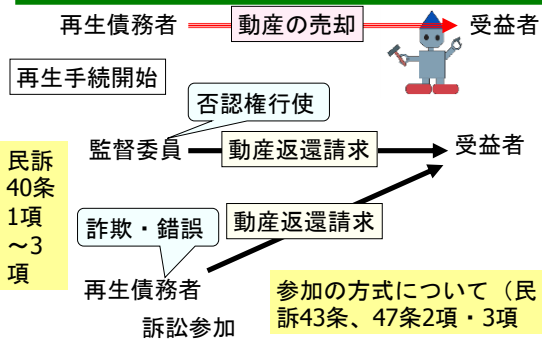 再生債務者
動産の売却
受益者
再生手続開始
否認権行使
監督委員
動産返還請求
受益者
民訴
40条
1項
～3
項
詐欺・錯誤
動産返還請求
再生債務者
訴訟参加
参加の方式について（民
訴43条、47条2項・3項